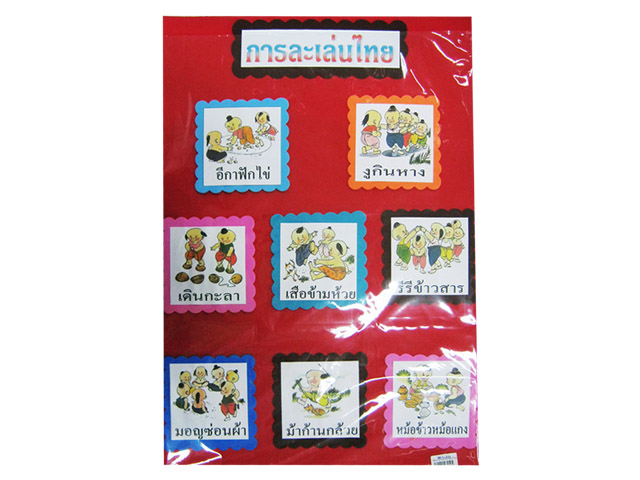 การละเล่นไทย
อีกาฟักไข่
งูกินหาง
เดินกะลา
เสือข้ามห้วย
รีรีข้าวสาร
มอญซ่อนผ้า
ม้าก้านกล้วย
หม้อข้าวหม้อแกง